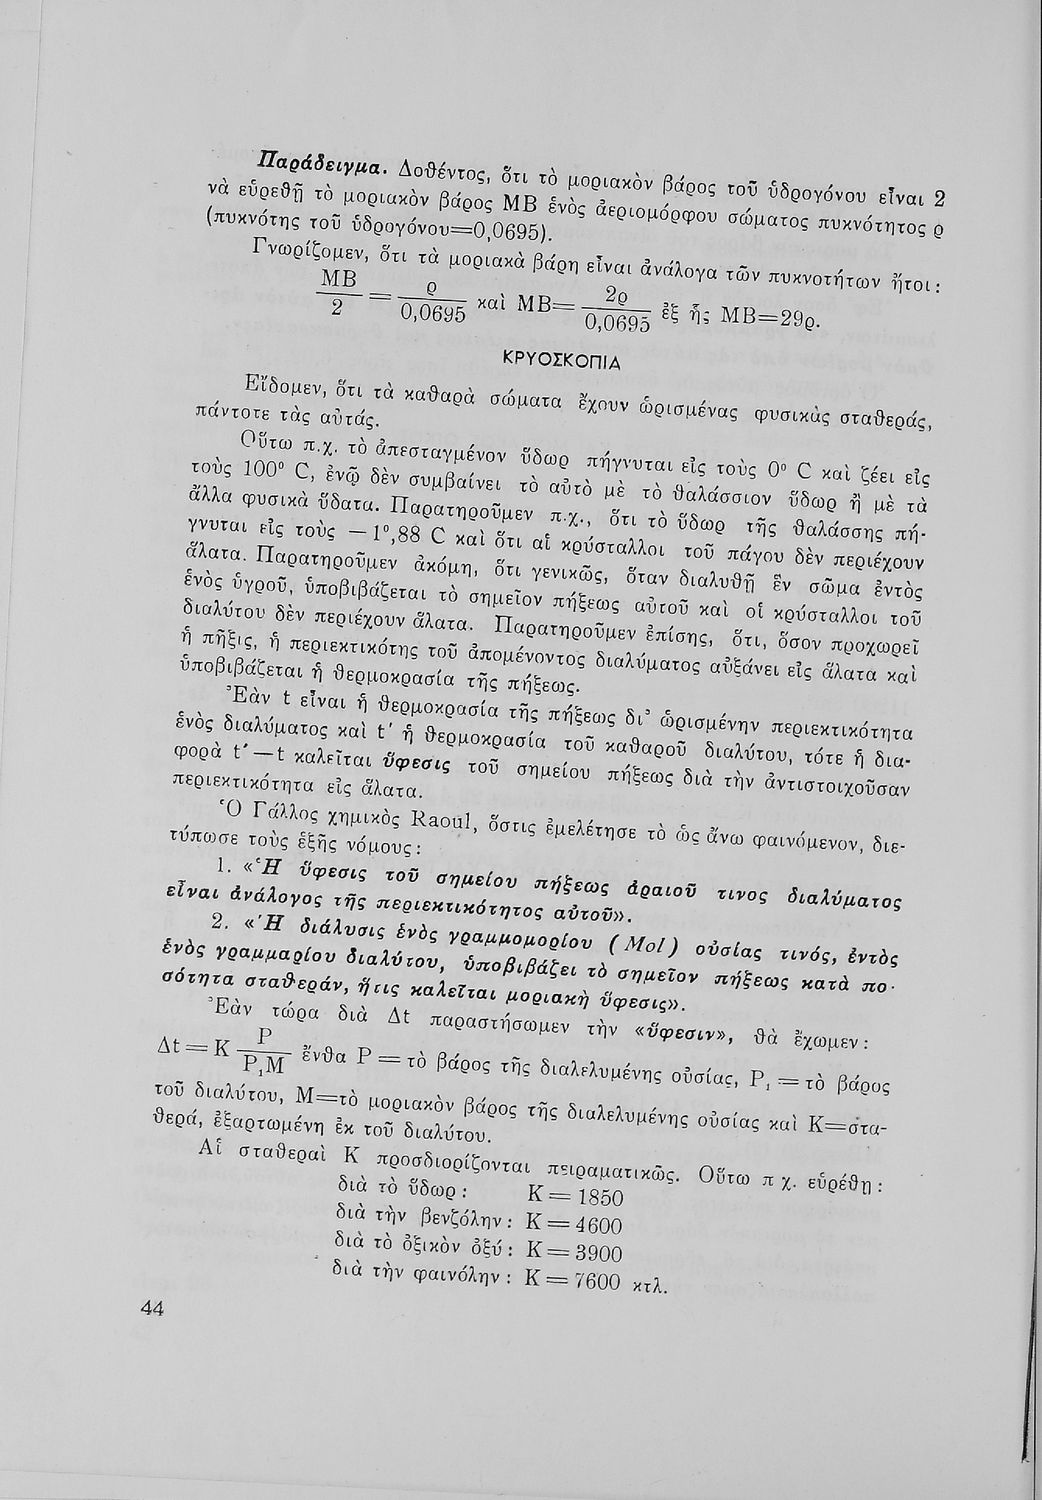 Παράδειγμα. Δοθέντος, ὅτι τὸ μοριακὸν βάρος τοῦ ὑδρογόνου εἶναι 2
νὰ εὑρεθῇ τὸ μοριακὸν βάρος ΜΒ ἑνὸς ἀεριομόρφου σώματος πυκνότητος ρ
(πυκνότης τοῦ ὑδρογόνου=0,0695).
Γνωρίζομεν, ὅτι τὰ μοριακὰ βάρη εἶναι ἀνάλογα τῶν πυκνοτήτων ἤτοι:
ΜΒ/2 = ρ/0,0695 καὶ ΜΒ= 2ρ/0,0695 ἐξ ἧς ΜΒ=29ρ.
ΚΡΥΟΣΚΟΠΙΑ
Εἴδομεν, ὅτι τὰ καθαρὰ σώματα ἔχουν ὡρισμένας φυσικὰς σταθεράς,
πάντοτε τὰς αὐτάς.
Οὕτω π.χ. τὸ ἀπεσταγμένον ὕδωρ πήγνυται εἰς τοὺς 0° C καὶ ζέει εἰς
τοὺς 100° C, ἐνῷ δὲν συμβαίνει τὸ αὐτὸ μὲ τὸ θαλάσσιον ὕδωρ ἢ μὲ τὰ
ἄλλα φυσικὰ ὕδατα. Παρατηροῦμεν π.χ., ὅτι τὸ ὕδωρ τῆς θαλάσσης πή-
γνυται εἰς τοὺς —1°,88 C καὶ ὅτι αἱ κρύσταλλοι τοῦ πάγου δὲν περιέχουν
ἅλατα. Παρατηροῦμεν ἀκόμη, ὅτι γενικῶς, ὅταν διαλυθῇ ἓν σῶμα ἐντὸς
ἑνὸς ὑγροῦ, ὑποβιβάζεται τὸ σημεῖον πήξεως αὐτοῦ καὶ οἱ κρύσταλλοι τοῦ
διαλύτου δὲν περιέχουν ἅλατα. Παρατηροῦμεν ἐπίσης, ὅτι, ὅσον προχωρεῖ
ἡ πῆξις, ἡ περιεκτικότης τοῦ ἀπομένοντος διαλύματος αὐξάνει εἰς ἅλατα καὶ
ὑποβιβάζεται ἡ θερμοκρασία τῆς πήξεως.
Ἐὰν t εἶναι ἡ θερμοκρασία τῆς πήξεως δι' ὡρισμένην περιεκτικότητα
ἑνὸς διαλύματος καὶ t' ἡ θερμοκρασία τοῦ καθαροῦ διαλύτου, τότε ἡ δια-
φορὰ t'—t καλεῖται ὕφεσις τοῦ σημείου πήξεως διὰ τὴν ἀντιστοιχοῦσαν
περιεκτικότητα εἰς ἅλατα.
Ὁ Γάλλος χημικὸς Raoul, ὅστις ἐμελέτησε τὸ ὡς ἄνω φαινόμενον, διε-
τύπωσε τοὺς ἑξῆς νόμους:
1. «Ἡ ὕφεσις τοῦ σημείου πήξεως ἀραιοῦ τινος διαλύματος
εἶναι ἀνάλογος τῆς περιεκτικότητος αὐτοῦ».
2. «Ἡ διάλυσις ἑνὸς γραμμομορίου (Mol) οὐσίας τινός, ἐντὸς
ἑνὸς γραμμαρίου διαλύτου, ὑποβιβάζει τὸ σημεῖον πήξεως κατὰ πο-
σότητα σταθεράν, ἥτις καλεῖται μοριακὴ ὕφεσις».
Ἐὰν τώρα διὰ Δt παραστήσωμεν τὴν «ὕφεσιν», θὰ ἔχωμεν:
Δt = K P/P₁M ἔνθα P = τὸ βάρος τῆς διαλελυμένης οὐσίας, P₁ = τὸ βάρος
τοῦ διαλύτου, Μ=τὸ μοριακὸν βάρος τῆς διαλελυμένης οὐσίας καὶ Κ=στα-
θερά, ἐξαρτωμένη ἐκ τοῦ διαλύτου.
Αἱ σταθεραὶ Κ προσδιορίζονται πειραματικῶς. Οὕτω π χ. εὑρέθη:
διὰ τὸ ὕδωρ: Κ = 1850
διὰ τὴν βενζόλην: Κ = 4600
διὰ τὸ ὀξικὸν ὀξύ: Κ = 3900
διὰ τὴν φαινόλην: Κ = 7600 κτλ.
44